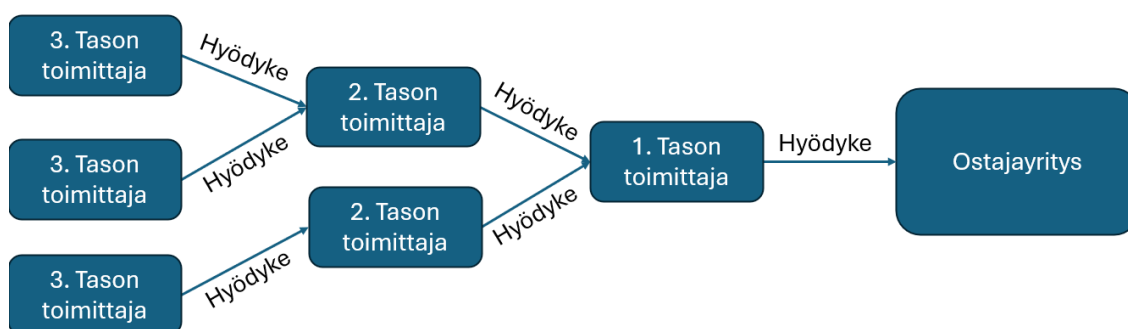 3. Tason
toimittaja
Hyödyke
3. Tason
toimittaja
Hyödyke
3. Tason
toimittaja
Hyödyke
2. Tason
toimittaja
Hyödyke
2. Tason
toimittaja
Hyödyke
1. Tason
toimittaja
Hyödyke
Ostajayritys